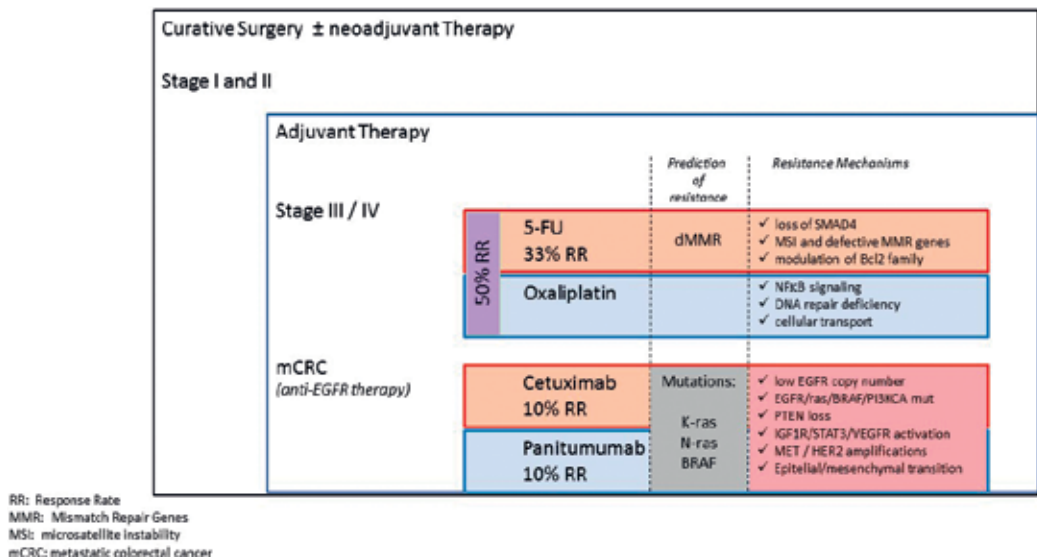 Curative Surgery ± neoadjuvant Therapy
Stage I and II
Adjuvant Therapy
Prediction
of
resistance
Resistance Mechanisms
Stage III / IV
50% RR
5-FU
33% RR
dMMR
✓ loss of SMAD4
✓ MSI and defective MMR genes
✓ modulation of Bcl2 family
Oxaliplatin
✓ NFκB signaling
✓ DNA repair deficiency
✓ cellular transport
mCRC
(anti-EGFR therapy)
Cetuximab
10% RR
Panitumumab
10% RR
Mutations:
K-ras
N-ras
BRAF
✓ low EGFR copy number
✓ EGFR/ras/BRAF/PI3KCA mut
✓ PTEN loss
✓ IGF1R/STAT3/VEGFR activation
✓ MET / HER2 amplifications
✓ Epitelial/mesenchymal transition
RR: Response Rate
MMR: Mismatch Repair Genes
MSI: microsatellite instability
mCRC: metastatic colorectal cancer